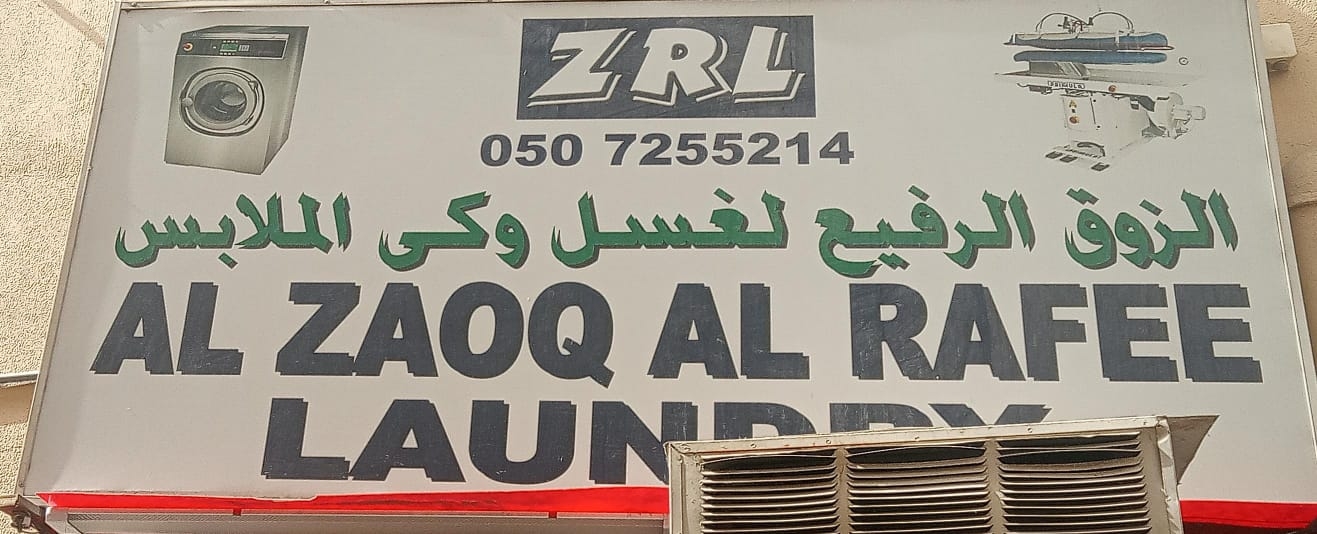 ZRL
050 7255214
الزوق الرفيع لغسل وكى الملابس
AL ZAOQ AL RAFEE
LAUNDRY